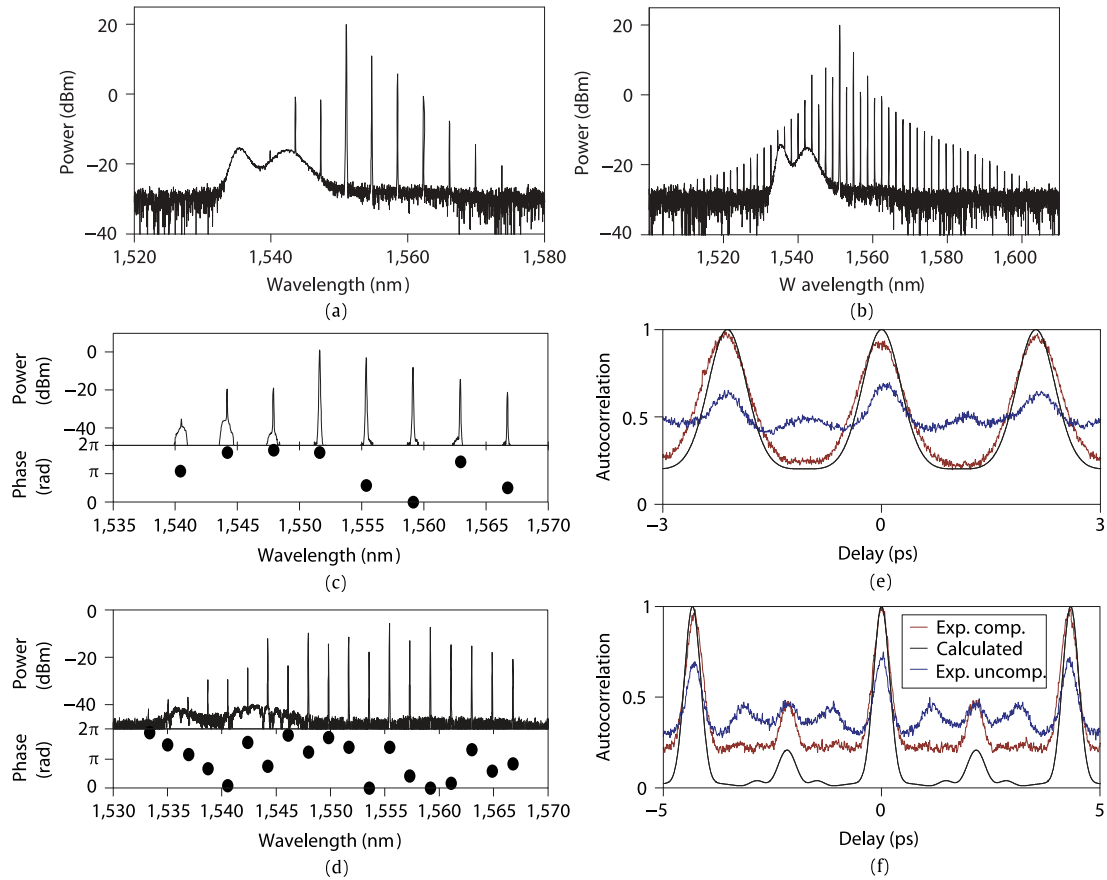 20
0
−20
−40
Power (dBm)
1,520 1,540 1,560 1,580
Wavelength (nm)
(a)
20
0
−20
−40
Power (dBm)
1,520 1,540 1,560 1,580 1,600
W avelength (nm)
(b)
0
−20
−40
Power
(dBm)
2π
π
0
Phase
(rad)
1,535 1,540 1,545 1,550 1,555 1,560 1,565 1,570
Wavelength (nm)
(c)
1
0.5
0
Autocorrelation
−3 0 3
Delay (ps)
(e)
0
−20
−40
Power
(dBm)
2π
π
0
Phase
(rad)
1,530 1,535 1,540 1,545 1,550 1,555 1,560 1,565 1,570
Wavelength (nm)
(d)
1
0.5
0
Autocorrelation
Exp. comp.
Calculated
Exp. uncomp.
−5 0 5
Delay (ps)
(f)